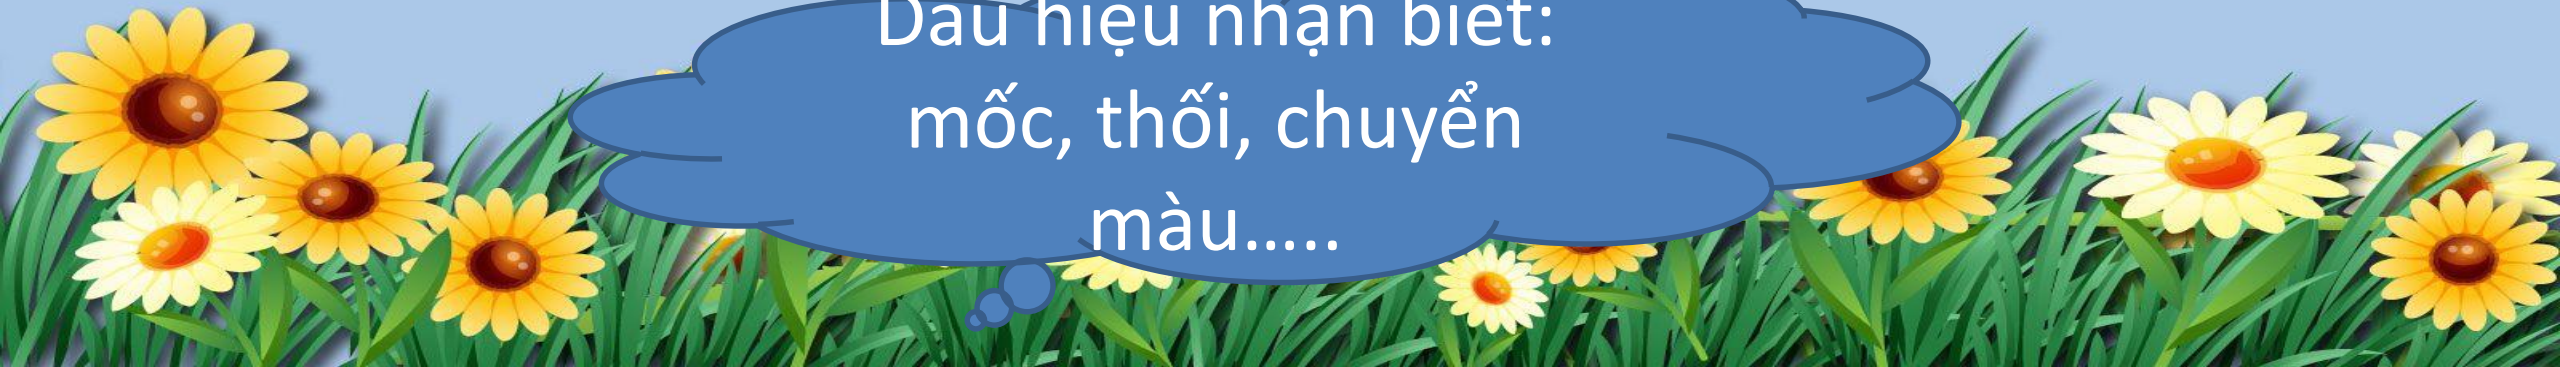 Dấu hiệu nhận biết:
mốc, thối, chuyển
màu…..